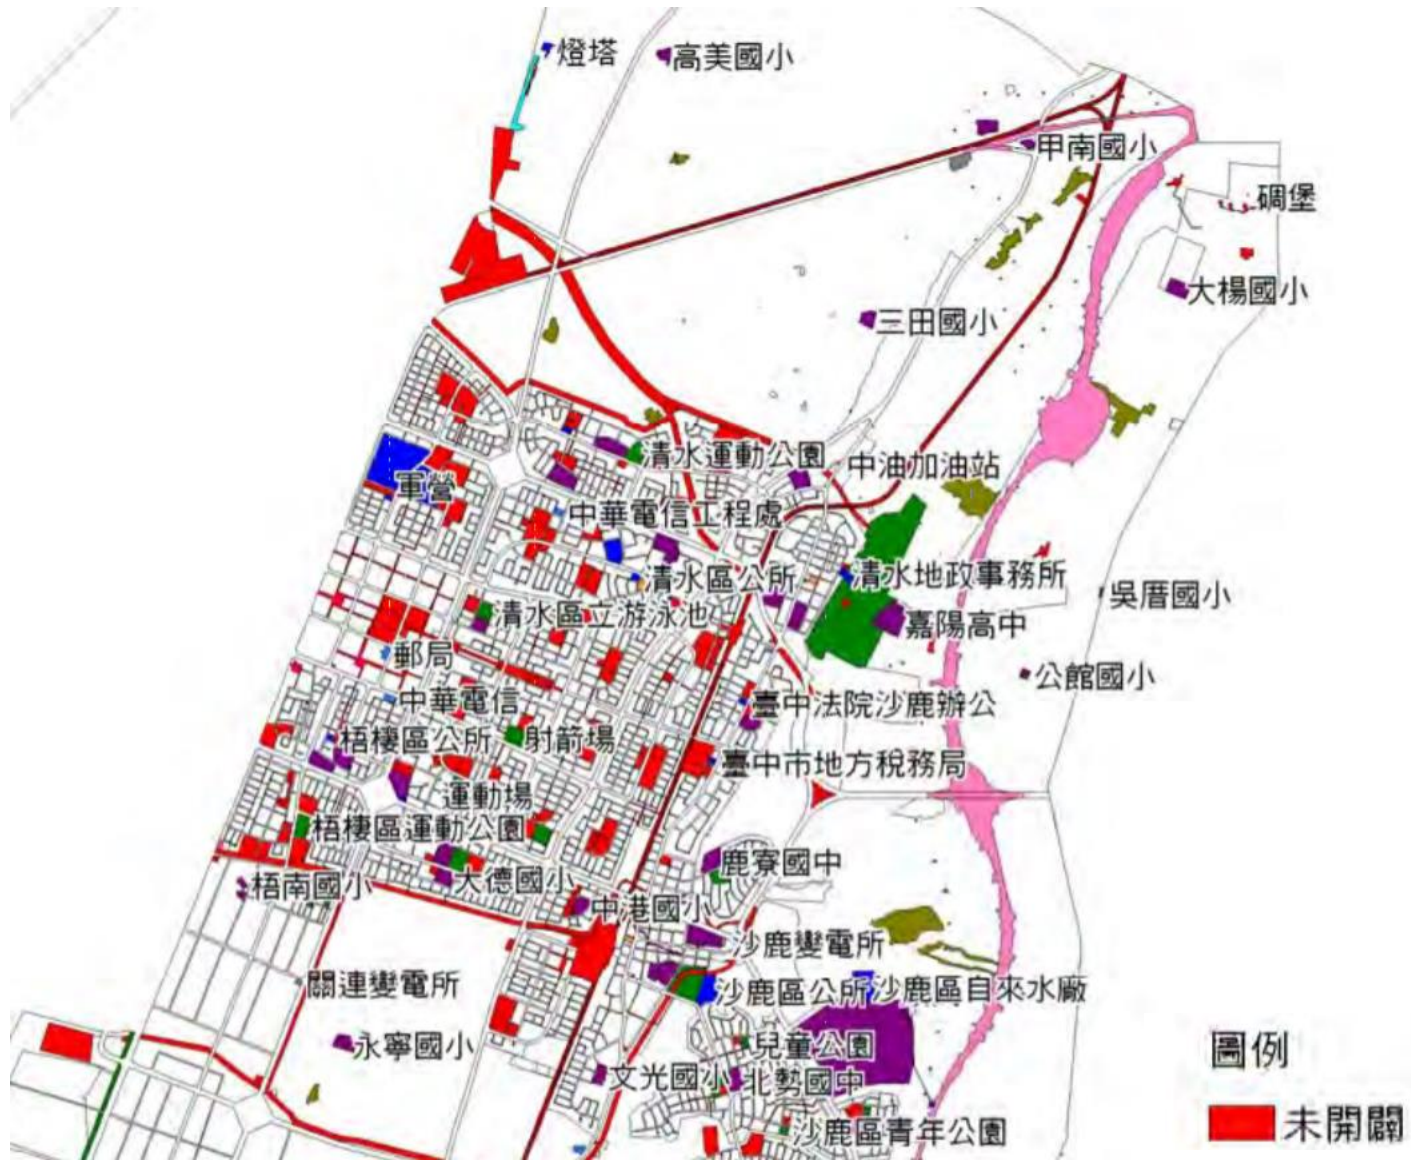 燈塔
高美國小
甲南國小
碉堡
大楊國小
三田國小
清水運動公園
中油加油站
軍營
中華電信工程處
清水區公所
清水地政事務所
吳厝國小
清水區立游泳池
嘉陽高中
郵局
公館國小
中華電信
臺中法院沙鹿辦公
梧棲區公所
射箭場
臺中市地方稅務局
運動場
梧棲區運動公園
鹿寮國中
梧南國小
大德國小
中港國小
沙鹿變電所
關連變電所
沙鹿區公所
沙鹿區自來水廠
永寧國小
兒童公園
文光國小
北勢國中
沙鹿區青年公園
圖例
未開闢